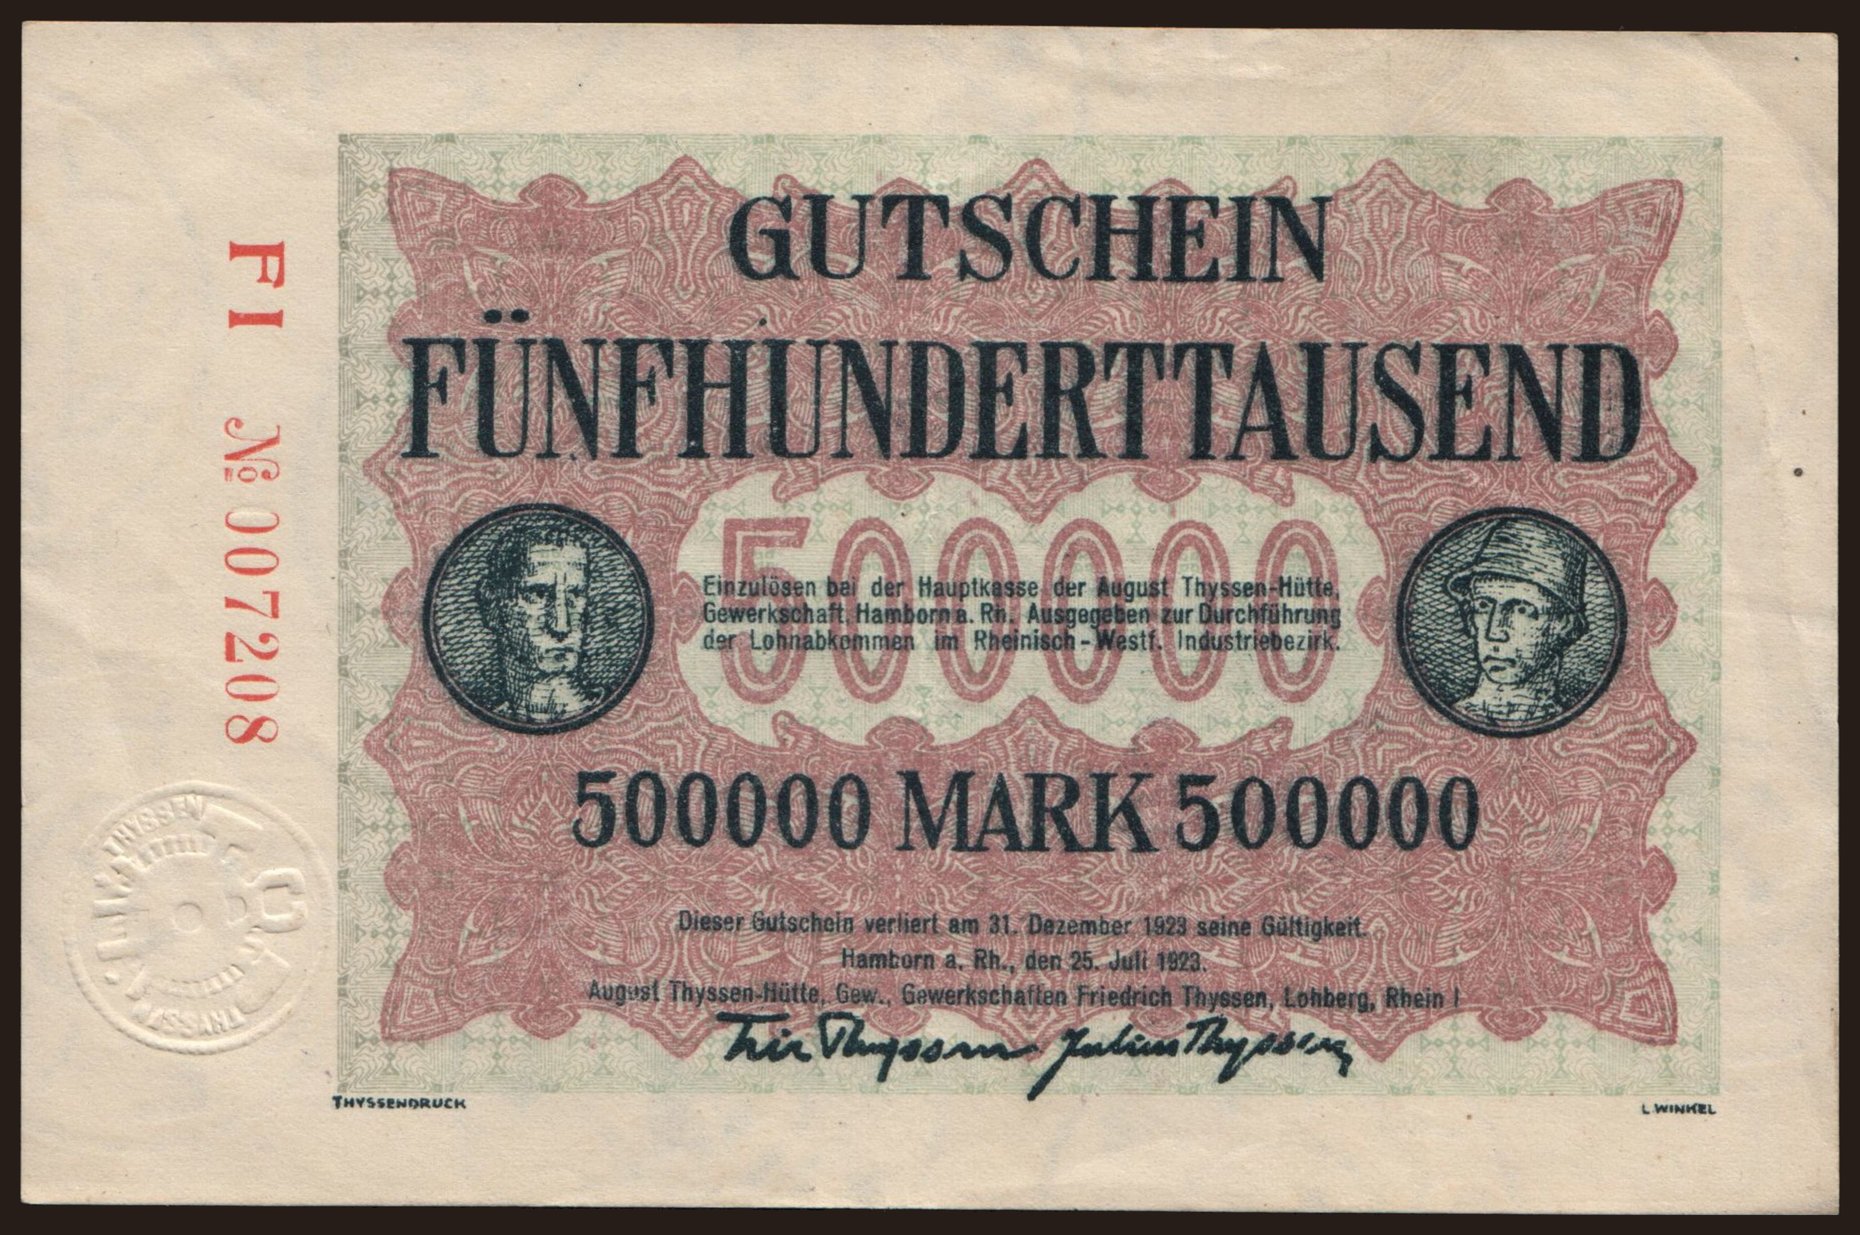 GUTSCHEIN
FÜNFHUNDERTTAUSEND
500000
Einzulösen bei der Hauptkasse der August Thyssen-Hütte,
Gewerkschaft, Hamborn a. Rh. Ausgegeben zur Durchführung
der Lohnabkommen im Rheinisch-Westf. Industriebezirk.
500000 MARK 500000
Dieser Gutschein verliert am 31. Dezember 1923 seine Gültigkeit.
Hamborn a. Rh., den 25. Juli 1923.
August Thyssen-Hütte, Gew., Gewerkschaften Friedrich Thyssen, Lohberg, Rhein I
Thyssen Julius Thyssen
THYSSENDRUCK
L. WINKEL
FI № 007208
THYSSEN
THYSSEN